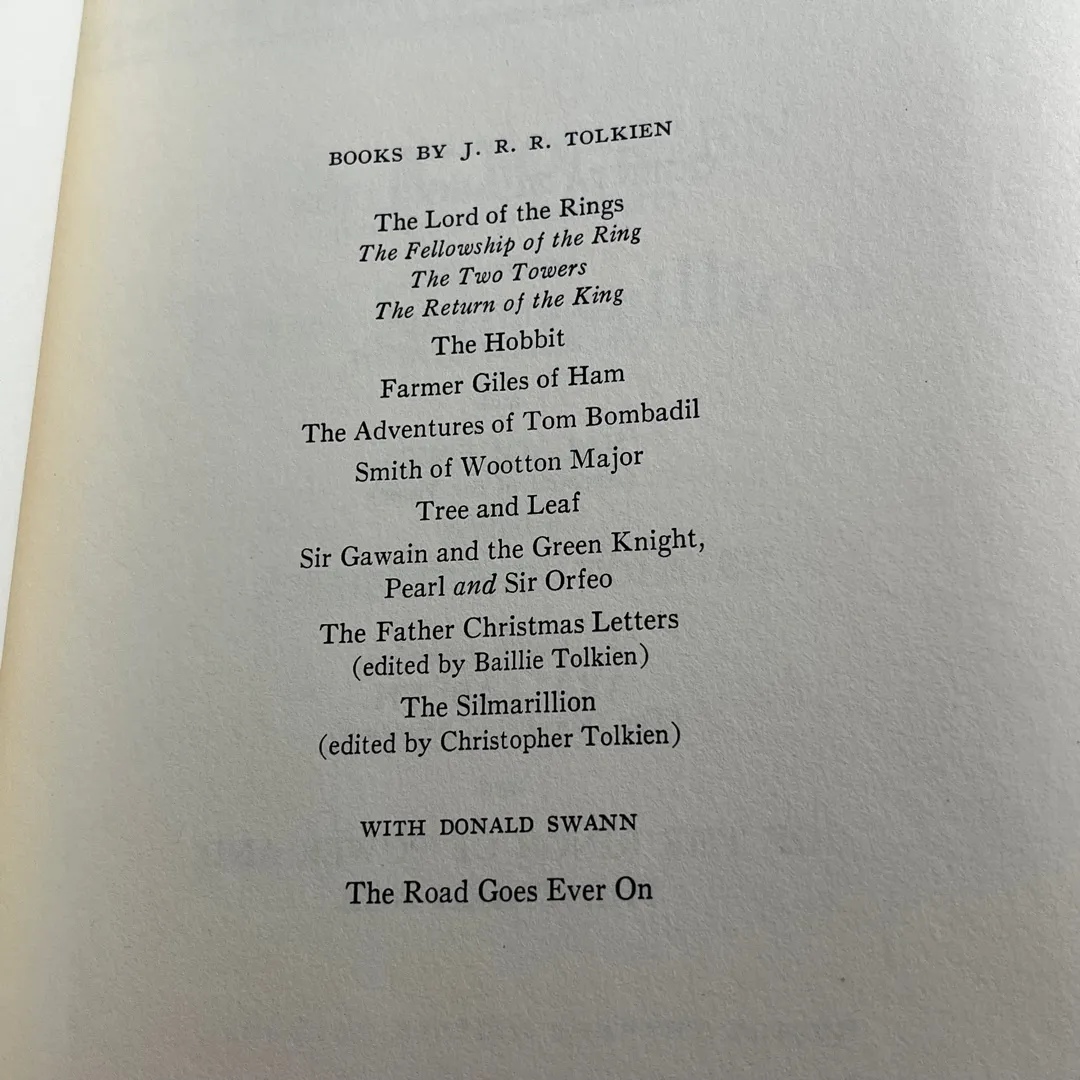 BOOKS BY J. R. R. TOLKIEN
The Lord of the Rings
The Fellowship of the Ring
The Two Towers
The Return of the King
The Hobbit
Farmer Giles of Ham
The Adventures of Tom Bombadil
Smith of Wootton Major
Tree and Leaf
Sir Gawain and the Green Knight,
Pearl and Sir Orfeo
The Father Christmas Letters
(edited by Baillie Tolkien)
The Silmarillion
(edited by Christopher Tolkien)
WITH DONALD SWANN
The Road Goes Ever On